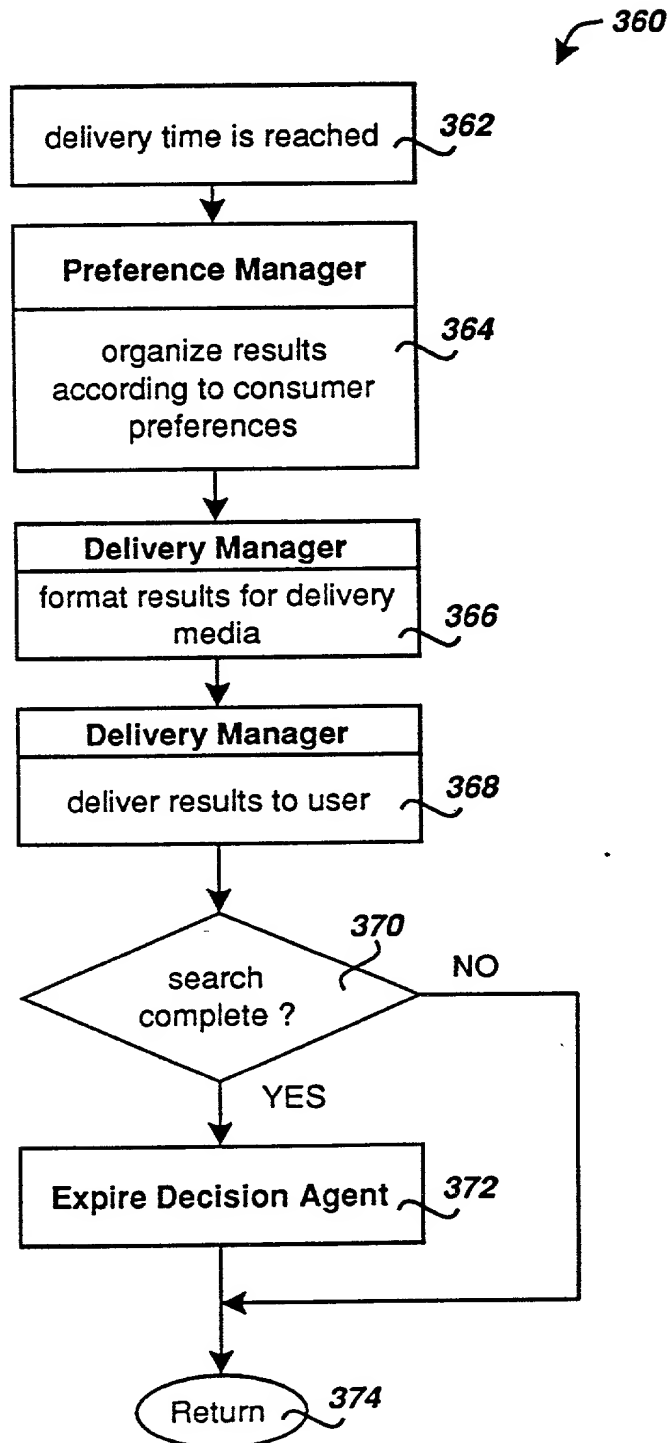 360
delivery time is reached
362
Preference Manager
organize results
according to consumer
preferences
364
Delivery Manager
format results for delivery
media
366
Delivery Manager
deliver results to user
368
370
search
complete ?
NO
YES
Expire Decision Agent
372
Return
374